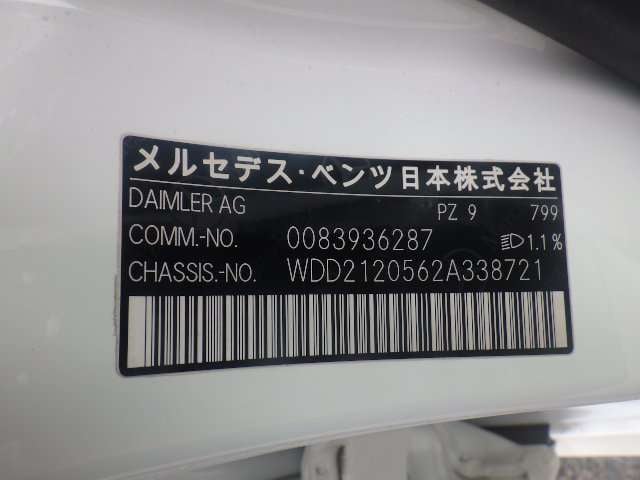 メルセデス・ベンツ日本株式会社
DAIMLER AG PZ 9 799
COMM.-NO. 0083936287 1.1%
CHASSIS.-NO. WDD2120562A338721